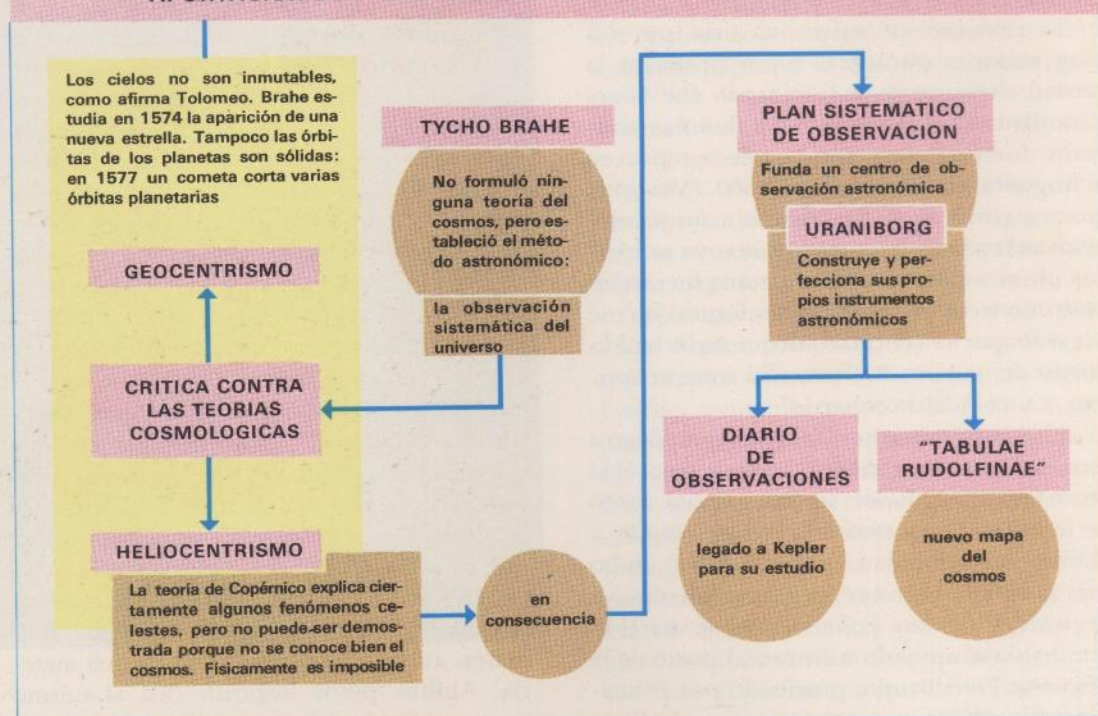 Los cielos no son inmutables,
como afirma Tolomeo. Brahe es-
tudia en 1574 la aparición de una
nueva estrella. Tampoco las órbi-
tas de los planetas son sólidas:
en 1577 un cometa corta varias
órbitas planetarias
GEOCENTRISMO
CRITICA CONTRA
LAS TEORIAS
COSMOLOGICAS
HELIOCENTRISMO
La teoría de Copérnico explica cier-
tamente algunos fenómenos ce-
lestes, pero no puede ser demos-
trada porque no se conoce bien el
cosmos. Físicamente es imposible
TYCHO BRAHE
No formuló nin-
guna teoría del
cosmos, pero es-
tableció el méto-
do astronómico:
la observación
sistemática del
universo
en
consecuencia
PLAN SISTEMATICO
DE OBSERVACION
Funda un centro de ob-
servación astronómica
URANIBORG
Construye y per-
fecciona sus pro-
pios instrumentos
astronómicos
DIARIO
DE
OBSERVACIONES
legado a Kepler
para su estudio
"TABULAE
RUDOLFINAE"
nuevo mapa
del
cosmos